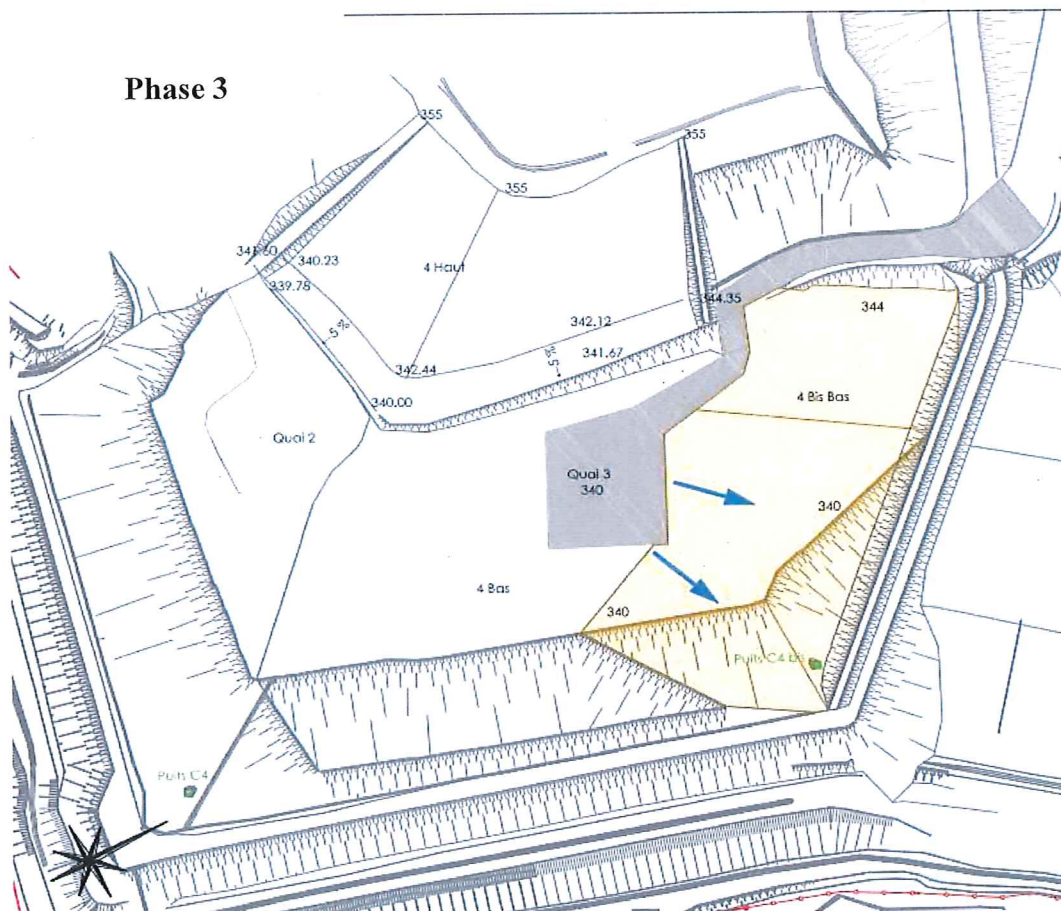 Phase 3
355
355
355
341.60
340.23
4 Haut
339.78
344.35
344
342.12
5 %
5 %
341.67
342.44
4 Bis Bas
340.00
Quai 2
Quai 3
340
340
4 Bas
340
Puits C4 bis
Puits C4